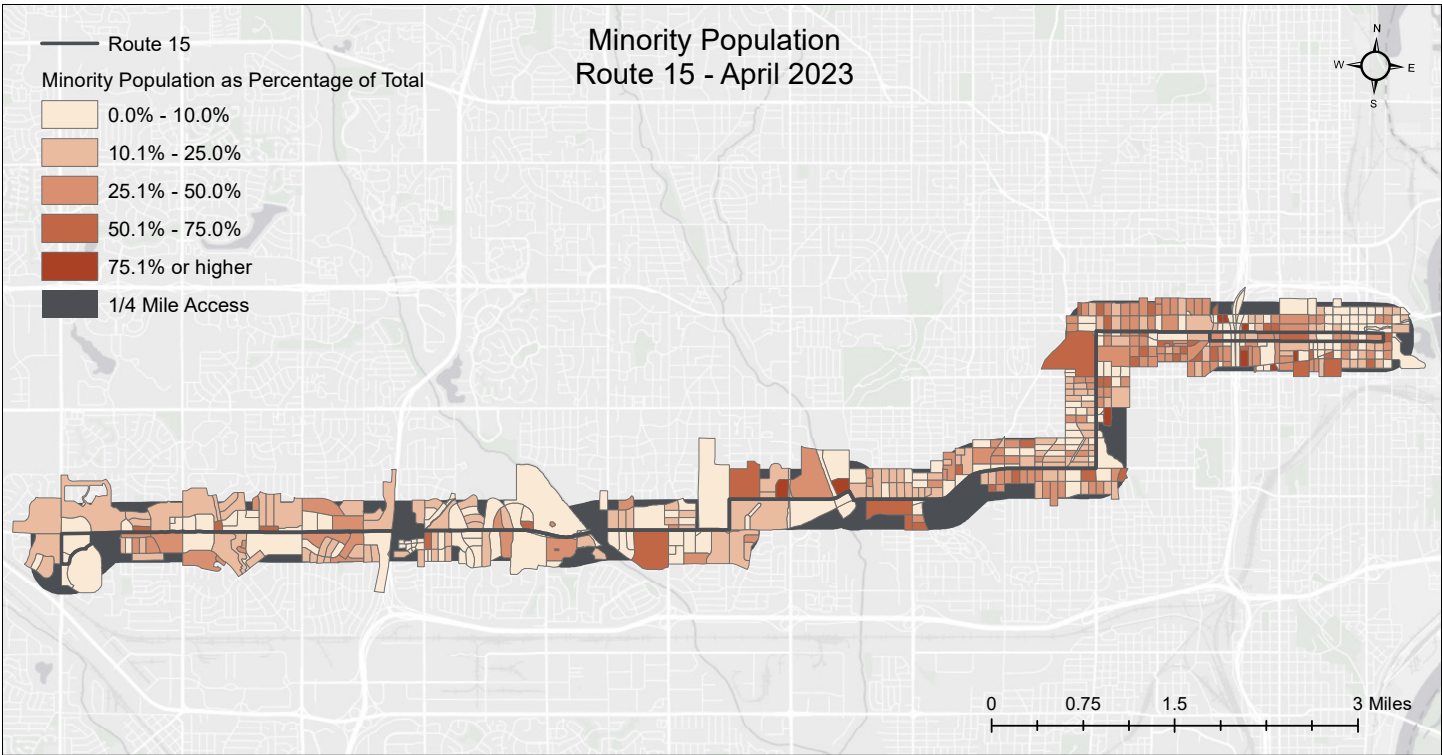 Minority Population
Route 15 - April 2023
Route 15
Minority Population as Percentage of Total
0.0% - 10.0%
10.1% - 25.0%
25.1% - 50.0%
50.1% - 75.0%
75.1% or higher
1/4 Mile Access
N
W E
S
0 0.75 1.5 3 Miles